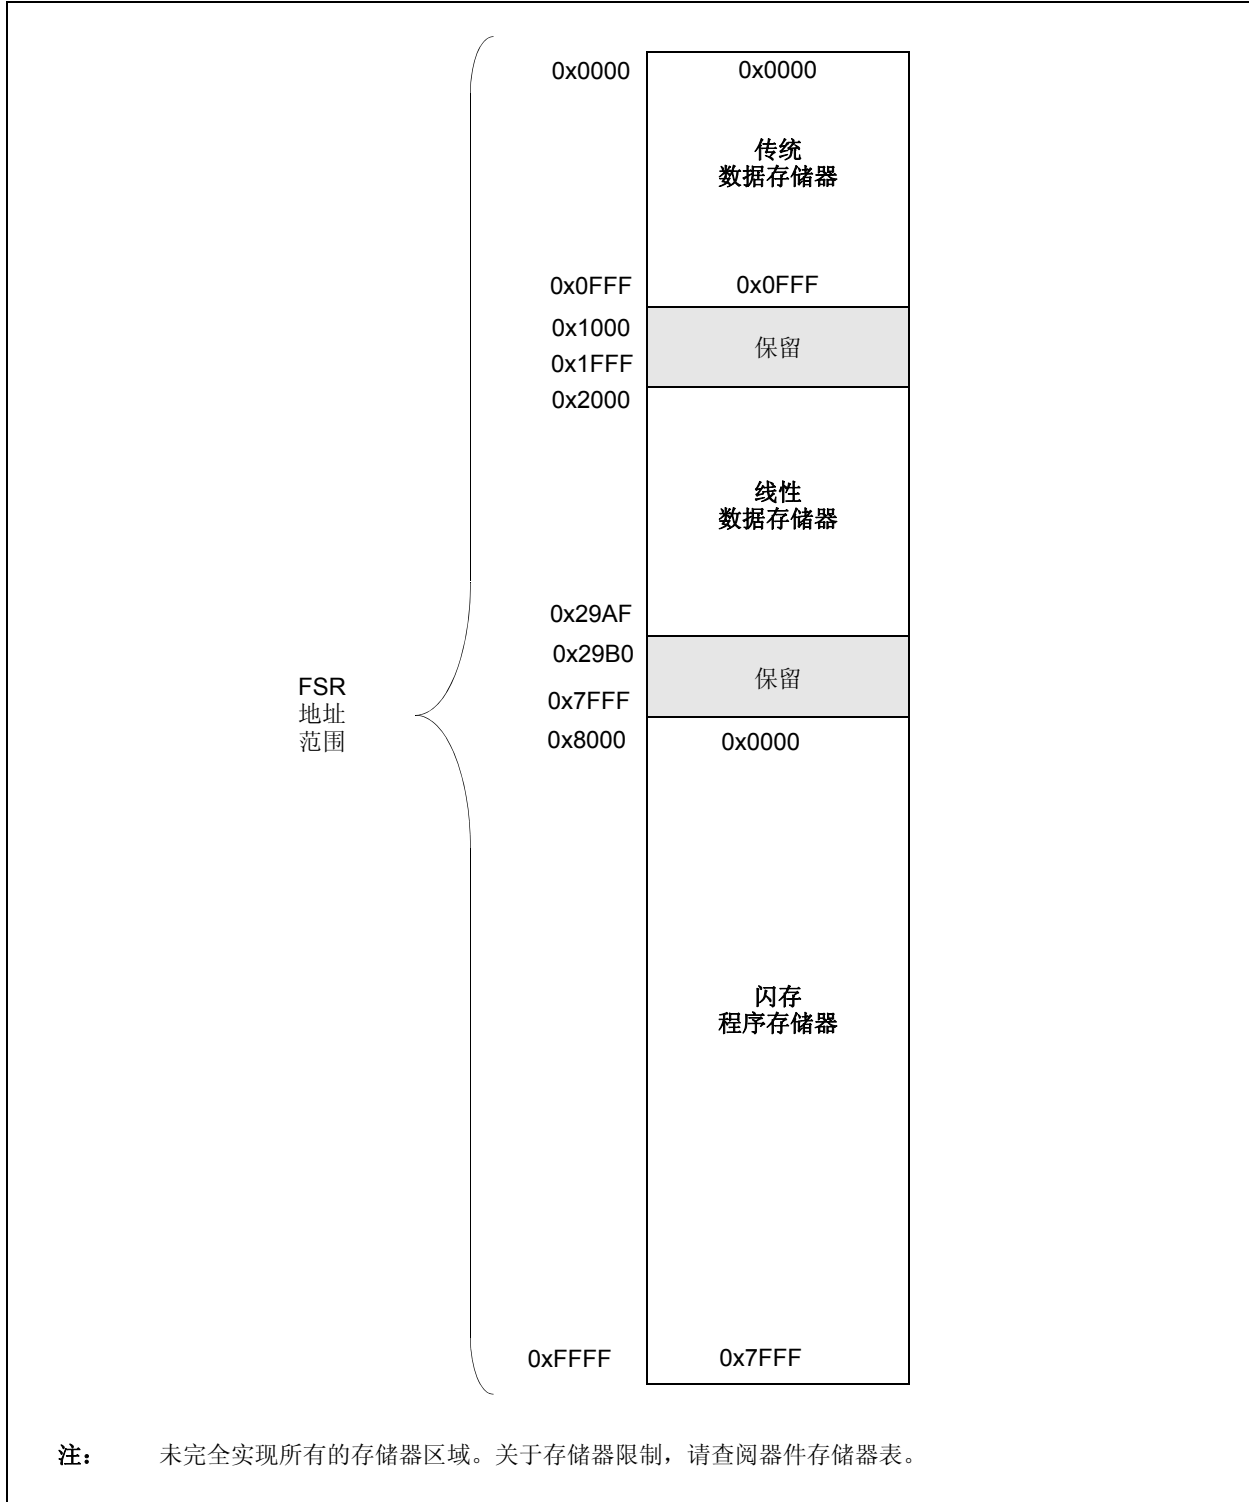 0x0000 0x0000
传统
数据存储器
0x0FFF 0x0FFF
0x1000
保留
0x1FFF
0x2000
线性
数据存储器
0x29AF
0x29B0
保留
0x7FFF
FSR
地址
范围
0x8000 0x0000
闪存
程序存储器
0xFFFF 0x7FFF
注： 未完全实现所有的存储器区域。关于存储器限制，请查阅器件存储器表。